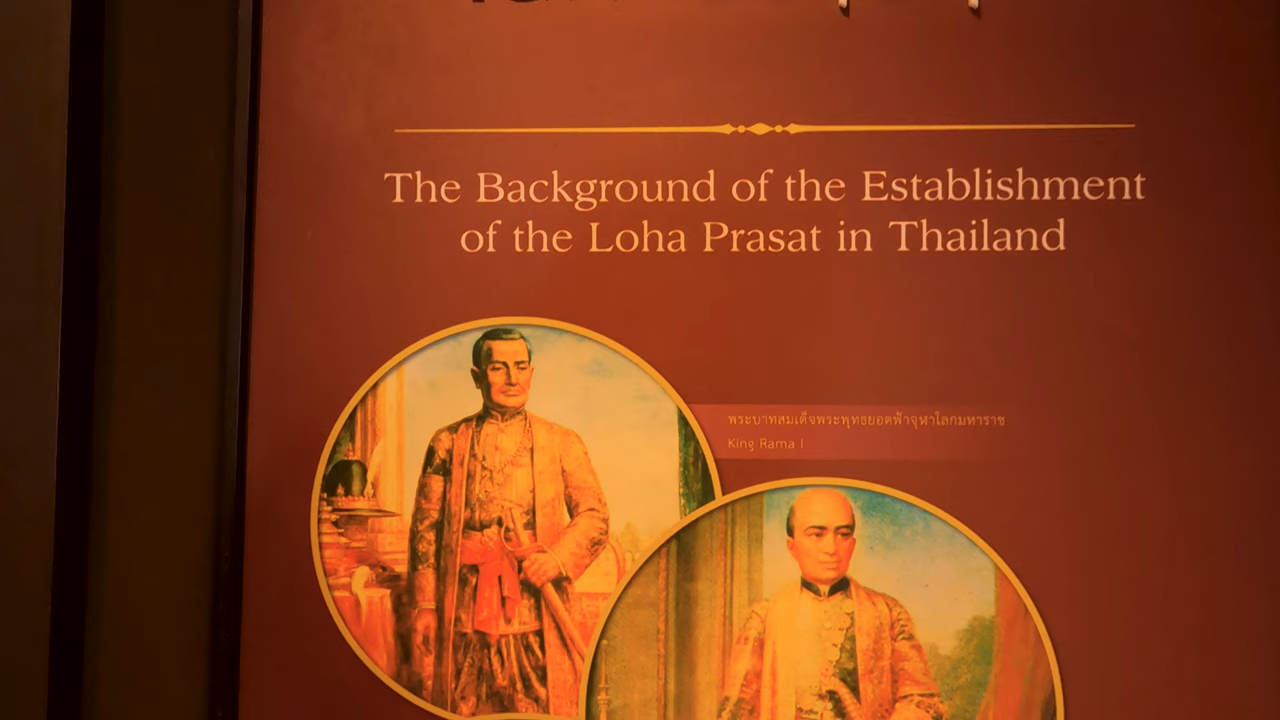 The Background of the Establishment
of the Loha Prasat in Thailand
พระบาทสมเด็จพระพุทธยอดฟ้าจุฬาโลกมหาราช
King Rama I